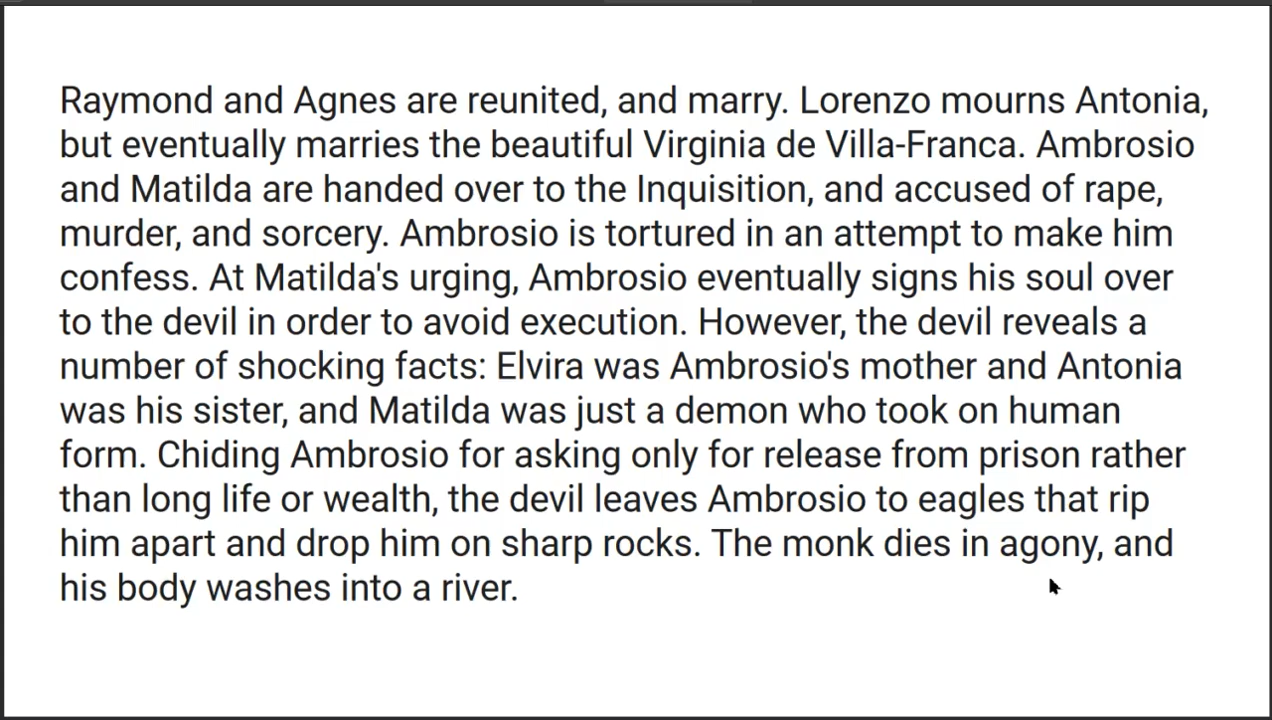 Raymond and Agnes are reunited, and marry. Lorenzo mourns Antonia,
but eventually marries the beautiful Virginia de Villa-Franca. Ambrosio
and Matilda are handed over to the Inquisition, and accused of rape,
murder, and sorcery. Ambrosio is tortured in an attempt to make him
confess. At Matilda's urging, Ambrosio eventually signs his soul over
to the devil in order to avoid execution. However, the devil reveals a
number of shocking facts: Elvira was Ambrosio's mother and Antonia
was his sister, and Matilda was just a demon who took on human
form. Chiding Ambrosio for asking only for release from prison rather
than long life or wealth, the devil leaves Ambrosio to eagles that rip
him apart and drop him on sharp rocks. The monk dies in agony, and
his body washes into a river.